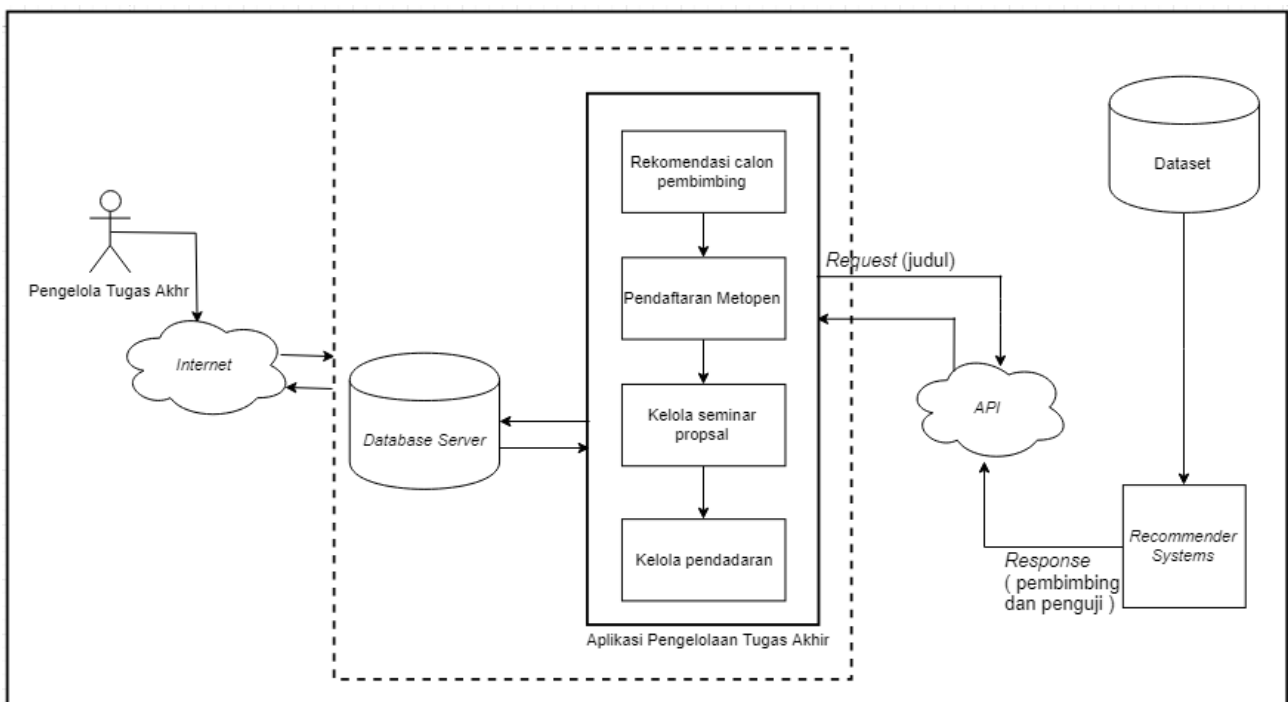 Pengelola Tugas Akhr
Internet
Database Server
Rekomendasi calon
pembimbing
Pendaftaran Metopen
Kelola seminar
propsal
Kelola pendadaran
Aplikasi Pengelolaan Tugas Akhir
Request (judul)
API
Response
( pembimbing
dan penguji )
Dataset
Recommender
Systems